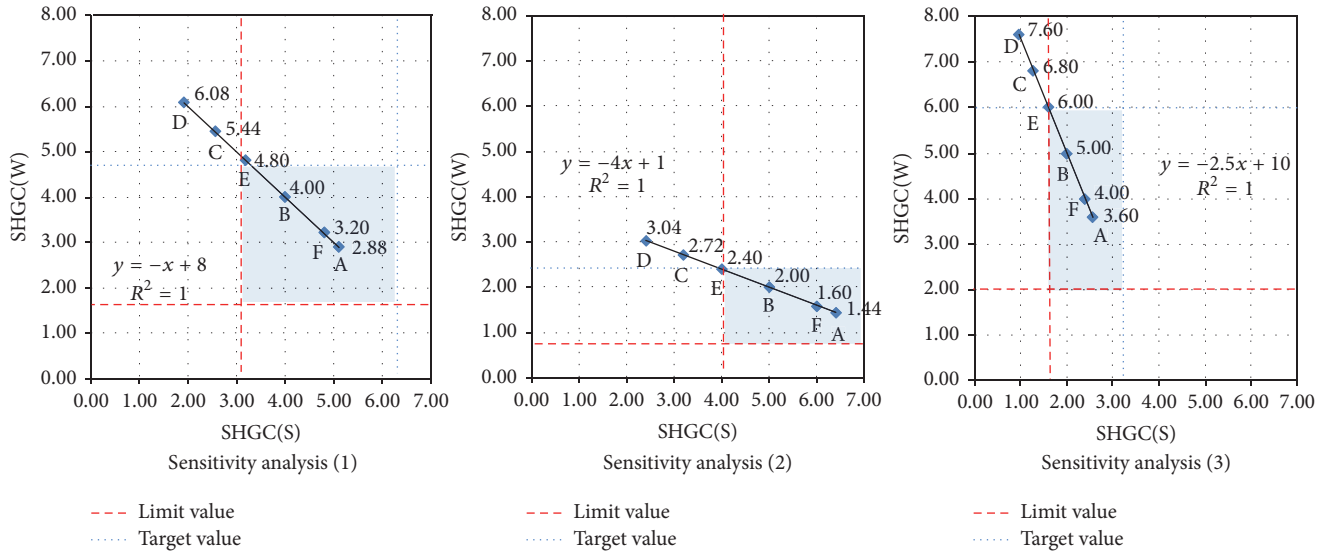 8.00
7.00
6.00
5.00
4.00
3.00
2.00
1.00
0.00
SHGC(W)
6.08
D
5.44
C
4.80
E
4.00
B
3.20
F
2.88
A
y = −x + 8
R² = 1
0.00 1.00 2.00 3.00 4.00 5.00 6.00 7.00
SHGC(S)
Sensitivity analysis (1)
Limit value
Target value
8.00
7.00
6.00
5.00
4.00
3.00
2.00
1.00
0.00
SHGC(W)
y = −4x + 1
R² = 1
3.04
D
2.72
C
2.40
E
2.00
B
1.60
F
1.44
A
0.00 1.00 2.00 3.00 4.00 5.00 6.00 7.00
SHGC(S)
Sensitivity analysis (2)
Limit value
Target value
8.00
7.00
6.00
5.00
4.00
3.00
2.00
1.00
0.00
SHGC(W)
7.60
D
6.80
C
6.00
E
5.00
B
4.00
F
3.60
A
y = −2.5x + 10
R² = 1
0.00 1.00 2.00 3.00 4.00 5.00 6.00 7.00
SHGC(S)
Sensitivity analysis (3)
Limit value
Target value